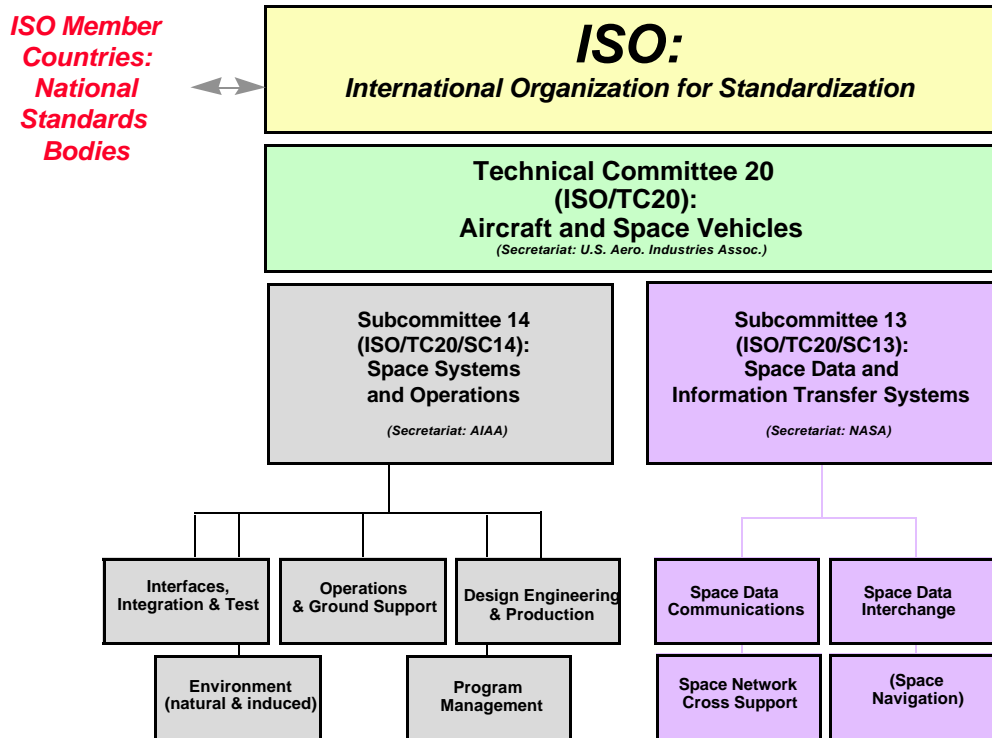 ISO Member
Countries:
National
Standards
Bodies
ISO:
International Organization for Standardization
Technical Committee 20
(ISO/TC20):
Aircraft and Space Vehicles
(Secretariat: U.S. Aero. Industries Assoc.)
Subcommittee 14
(ISO/TC20/SC14):
Space Systems
and Operations
(Secretariat: AIAA)
Subcommittee 13
(ISO/TC20/SC13):
Space Data and
Information Transfer Systems
(Secretariat: NASA)
Interfaces,
Integration & Test
Operations
& Ground Support
Design Engineering
& Production
Space Data
Communications
Space Data
Interchange
Environment
(natural & induced)
Program
Management
Space Network
Cross Support
(Space
Navigation)